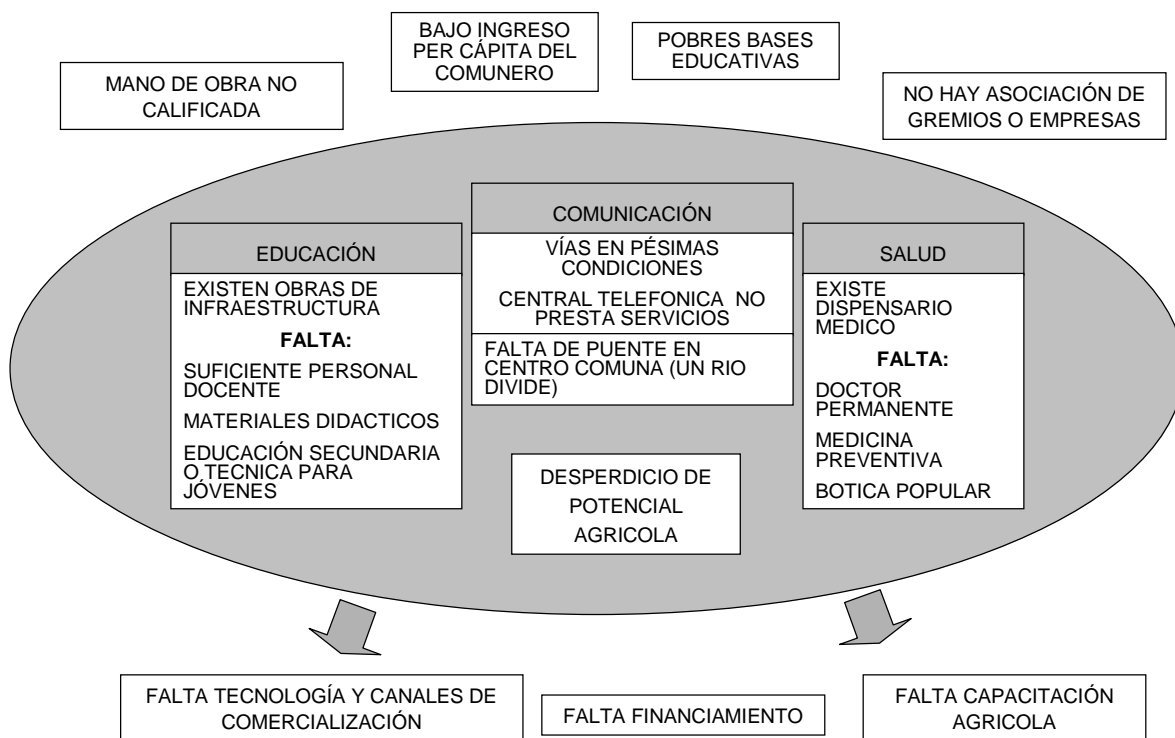 BAJO INGRESO
PER CÁPITA DEL
COMUNERO
POBRES BASES
EDUCATIVAS
MANO DE OBRA NO
CALIFICADA
NO HAY ASOCIACIÓN DE
GREMIOS O EMPRESAS
EDUCACIÓN
EXISTEN OBRAS DE
INFRAESTRUCTURA
FALTA:
SUFICIENTE PERSONAL
DOCENTE
MATERIALES DIDACTICOS
EDUCACIÓN SECUNDARIA
O TECNICA PARA
JÓVENES
COMUNICACIÓN
VÍAS EN PÉSIMAS
CONDICIONES
CENTRAL TELEFONICA NO
PRESTA SERVICIOS
FALTA DE PUENTE EN
CENTRO COMUNA (UN RIO
DIVIDE)
SALUD
EXISTE
DISPENSARIO
MEDICO
FALTA:
DOCTOR
PERMANENTE
MEDICINA
PREVENTIVA
BOTICA POPULAR
DESPERDICIO DE
POTENCIAL
AGRICOLA
FALTA TECNOLOGÍA Y CANALES DE
COMERCIALIZACIÓN
FALTA FINANCIAMIENTO
FALTA CAPACITACIÓN
AGRICOLA